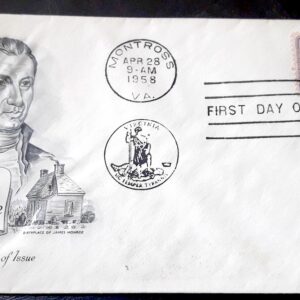 MONTROSS
APR 28
9-AM
1958
VA.
FIRST DAY O
VIRGINIA
SIC SEMPER TYRANNIS
BIRTHPLACE OF JAMES MONROE
of Issue